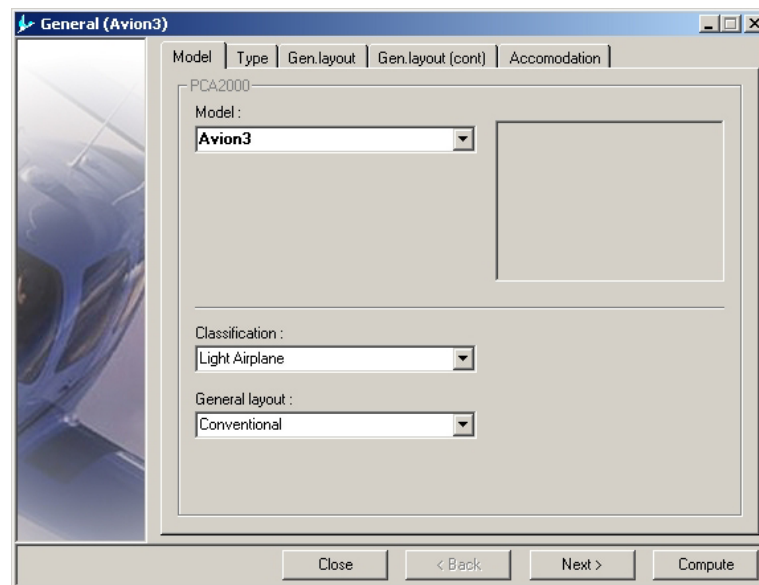 General (Avion3)
Model Type Gen.layout Gen.layout (cont) Accomodation
PCA2000
Model :
Avion3
Classification :
Light Airplane
General layout :
Conventional
Close < Back Next > Compute